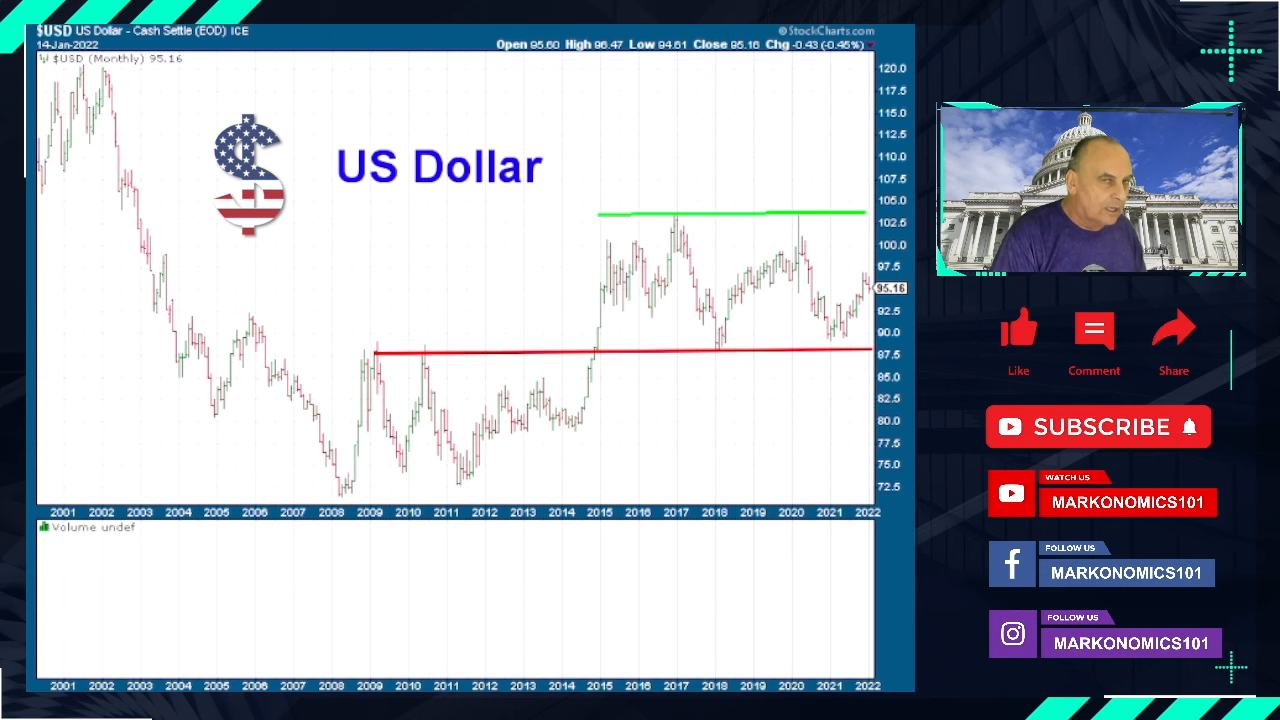 $USD US Dollar - Cash Settle (EOD) ICE
© StockCharts.com
14-Jan-2022
Open 95.60 High 96.47 Low 94.61 Close 95.16 Chg -0.43 (-0.45%)
$USD (Monthly) 95.16
US Dollar
120.0
117.5
115.0
112.5
110.0
107.5
105.0
102.5
100.0
97.5
95.16
92.5
90.0
87.5
85.0
82.5
80.0
77.5
75.0
72.5
2001 2002 2003 2004 2005 2006 2007 2008 2009 2010 2011 2012 2013 2014 2015 2016 2017 2018 2019 2020 2021 2022
Volume undef
2001 2002 2003 2004 2005 2006 2007 2008 2009 2010 2011 2012 2013 2014 2015 2016 2017 2018 2019 2020 2021 2022
Like Comment Share
SUBSCRIBE
WATCH US
MARKONOMICS101
FOLLOW US
MARKONOMICS101
FOLLOW US
MARKONOMICS101